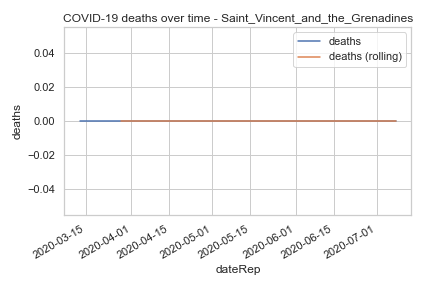 COVID-19 deaths over time - Saint_Vincent_and_the_Grenadines
deaths
deaths (rolling)
deaths
0.04
0.02
0.00
−0.02
−0.04
2020-03-15
2020-04-01
2020-04-15
2020-05-01
2020-05-15
2020-06-01
2020-06-15
2020-07-01
dateRep